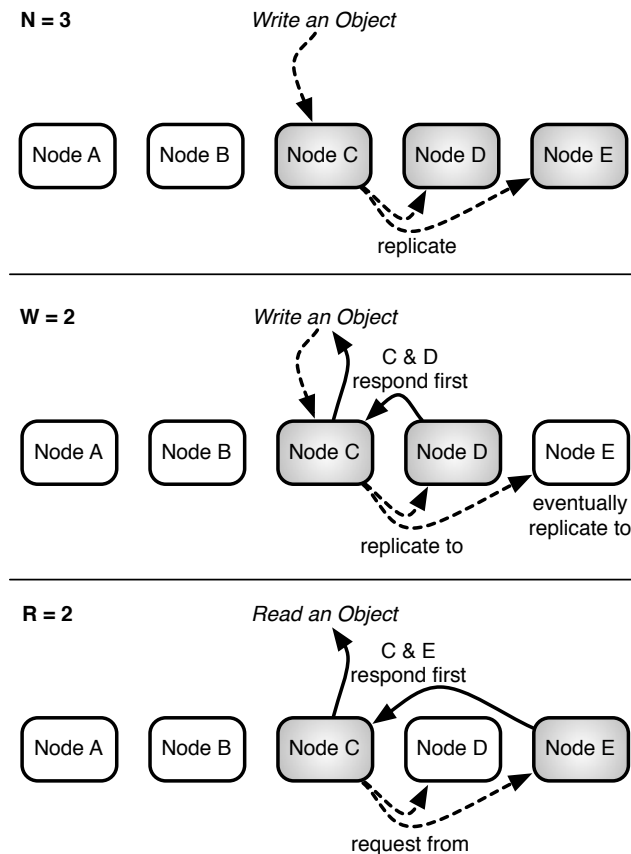 N = 3
Write an Object
Node A
Node B
Node C
Node D
Node E
replicate
W = 2
Write an Object
C & D
respond first
Node A
Node B
Node C
Node D
Node E
eventually
replicate to
replicate to
R = 2
Read an Object
C & E
respond first
Node A
Node B
Node C
Node D
Node E
request from